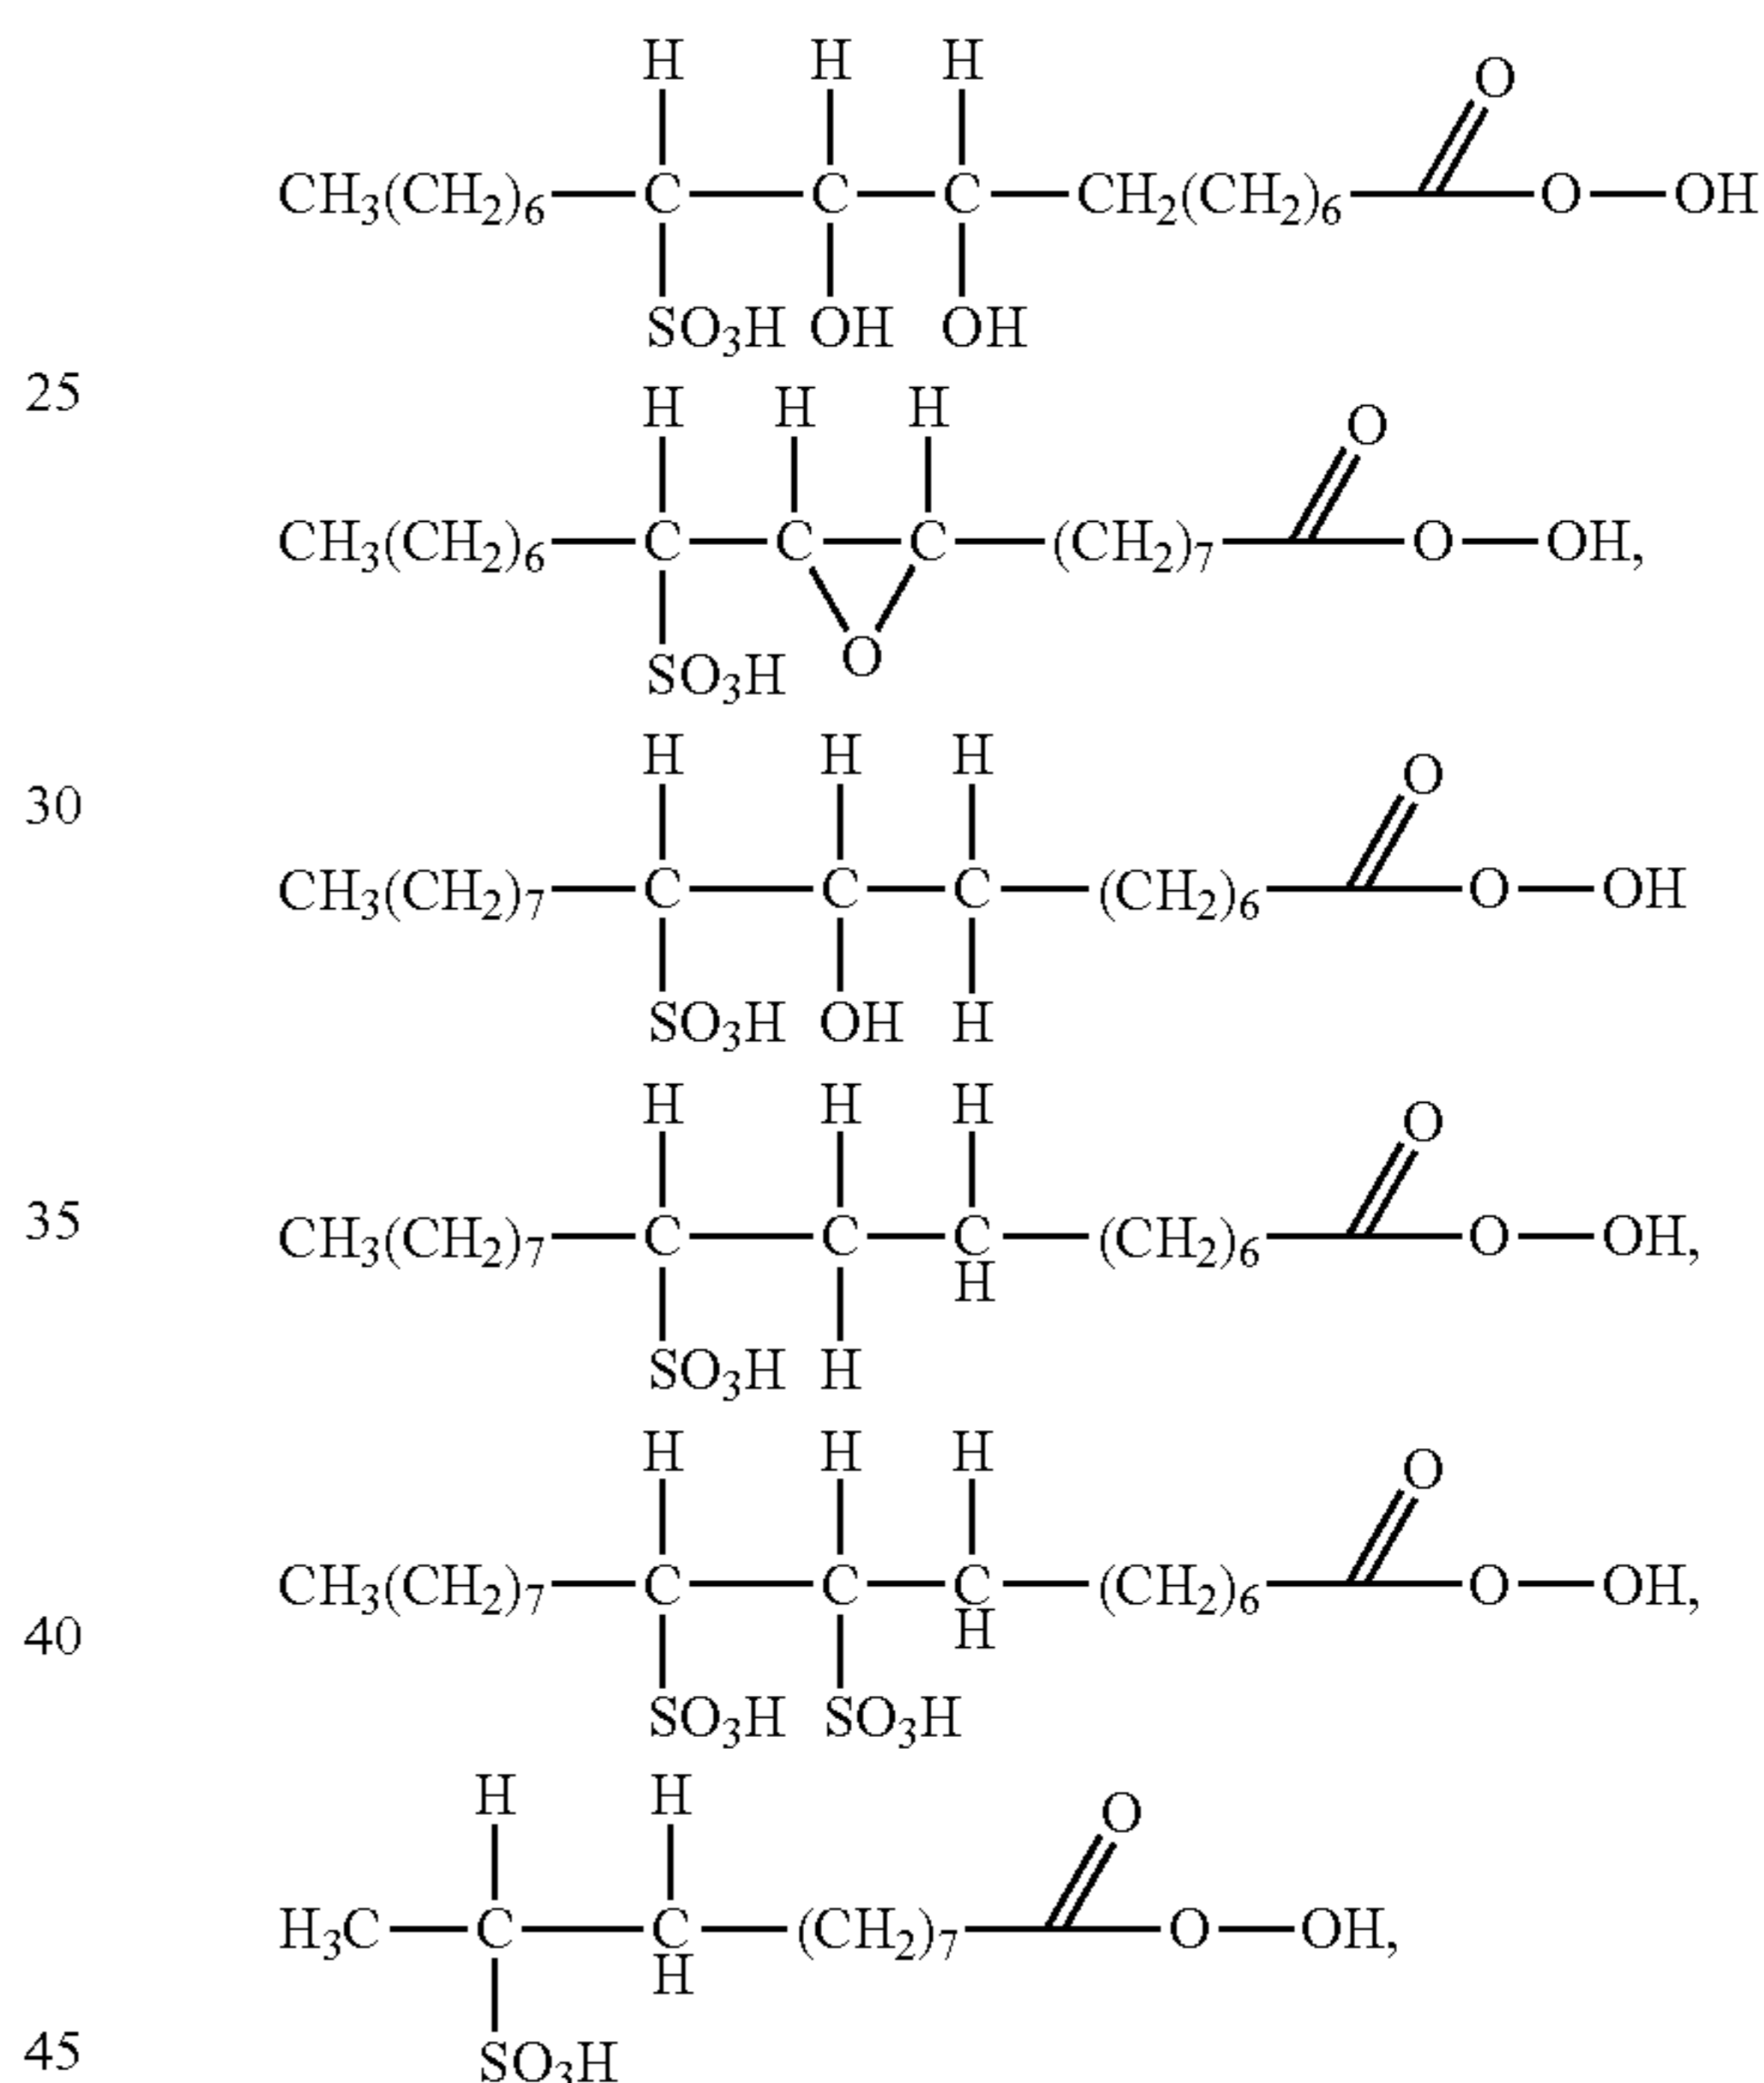 H H H O
CH₃(CH₂)₆ C C C CH₂(CH₂)₆ O OH
SO₃H OH OH
25
H H H O
CH₃(CH₂)₆ C C C (CH₂)₇ O OH,
O
SO₃H
H H H O
30
CH₃(CH₂)₇ C C C (CH₂)₆ O OH
SO₃H OH H
H H H O
35
CH₃(CH₂)₇ C C C (CH₂)₆ O OH,
H
SO₃H H
H H H O
CH₃(CH₂)₇ C C C (CH₂)₆ O OH,
40
H
SO₃H SO₃H
H H O
H₃C C C (CH₂)₇ O OH,
H
45
SO₃H